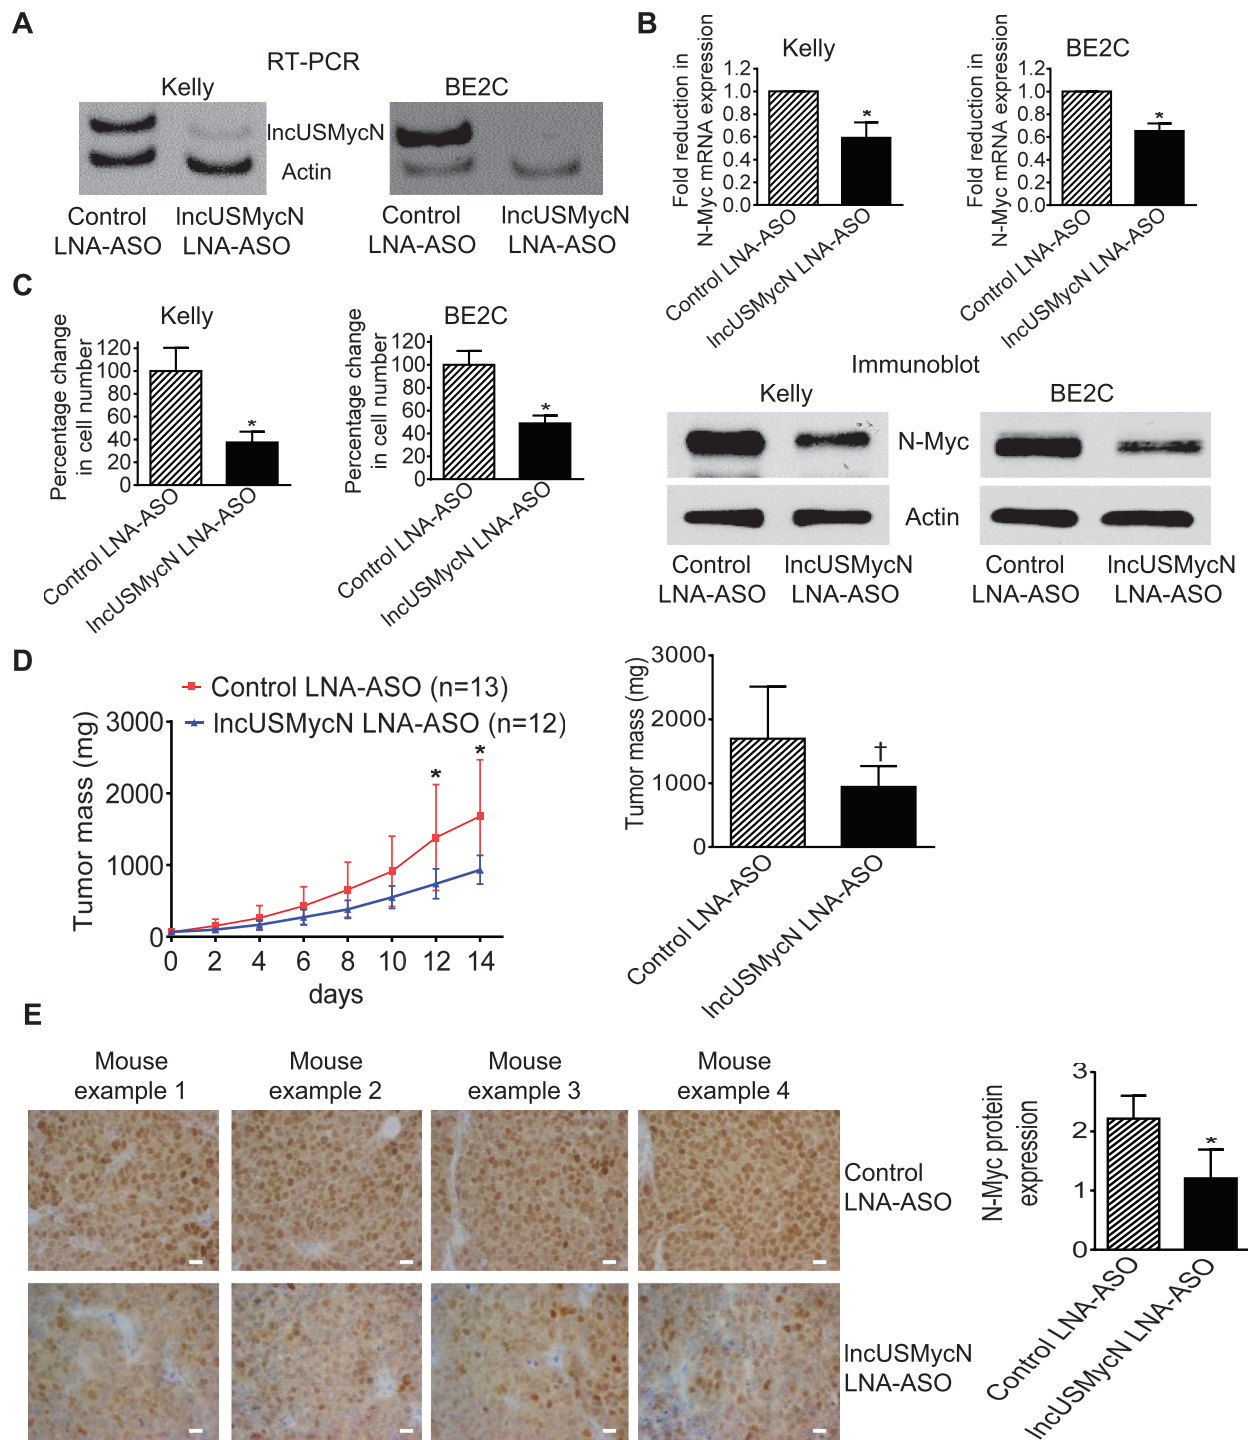 A
RT-PCR
Kelly
BE2C
lncUSMycN
Actin
Control
LNA-ASO
lncUSMycN
LNA-ASO
Control
LNA-ASO
lncUSMycN
LNA-ASO
B
Kelly
Fold reduction in
N-Myc mRNA expression
1.2
1.0
0.8
0.6
0.4
0.2
0.0
*
Control LNA-ASO
lncUSMycN LNA-ASO
BE2C
Fold reduction in
N-Myc mRNA expression
1.2
1.0
0.8
0.6
0.4
0.2
0.0
*
Control LNA-ASO
lncUSMycN LNA-ASO
Immunoblot
Kelly
BE2C
N-Myc
Actin
Control
LNA-ASO
lncUSMycN
LNA-ASO
Control
LNA-ASO
lncUSMycN
LNA-ASO
C
Kelly
Percentage change
in cell number
120
100
80
60
40
20
0
*
Control LNA-ASO
lncUSMycN LNA-ASO
BE2C
Percentage change
in cell number
120
100
80
60
40
20
0
*
Control LNA-ASO
lncUSMycN LNA-ASO
D
Control LNA-ASO (n=13)
lncUSMycN LNA-ASO (n=12)
Tumor mass (mg)
3000
2000
1000
0
* *
0 2 4 6 8 10 12 14
days
Tumor mass (mg)
3000
2000
1000
0
†
Control LNA-ASO
lncUSMycN LNA-ASO
E
Mouse
example 1
Mouse
example 2
Mouse
example 3
Mouse
example 4
Control
LNA-ASO
lncUSMycN
LNA-ASO
N-Myc protein
expression
3
2
1
0
*
Control LNA-ASO
lncUSMycN LNA-ASO